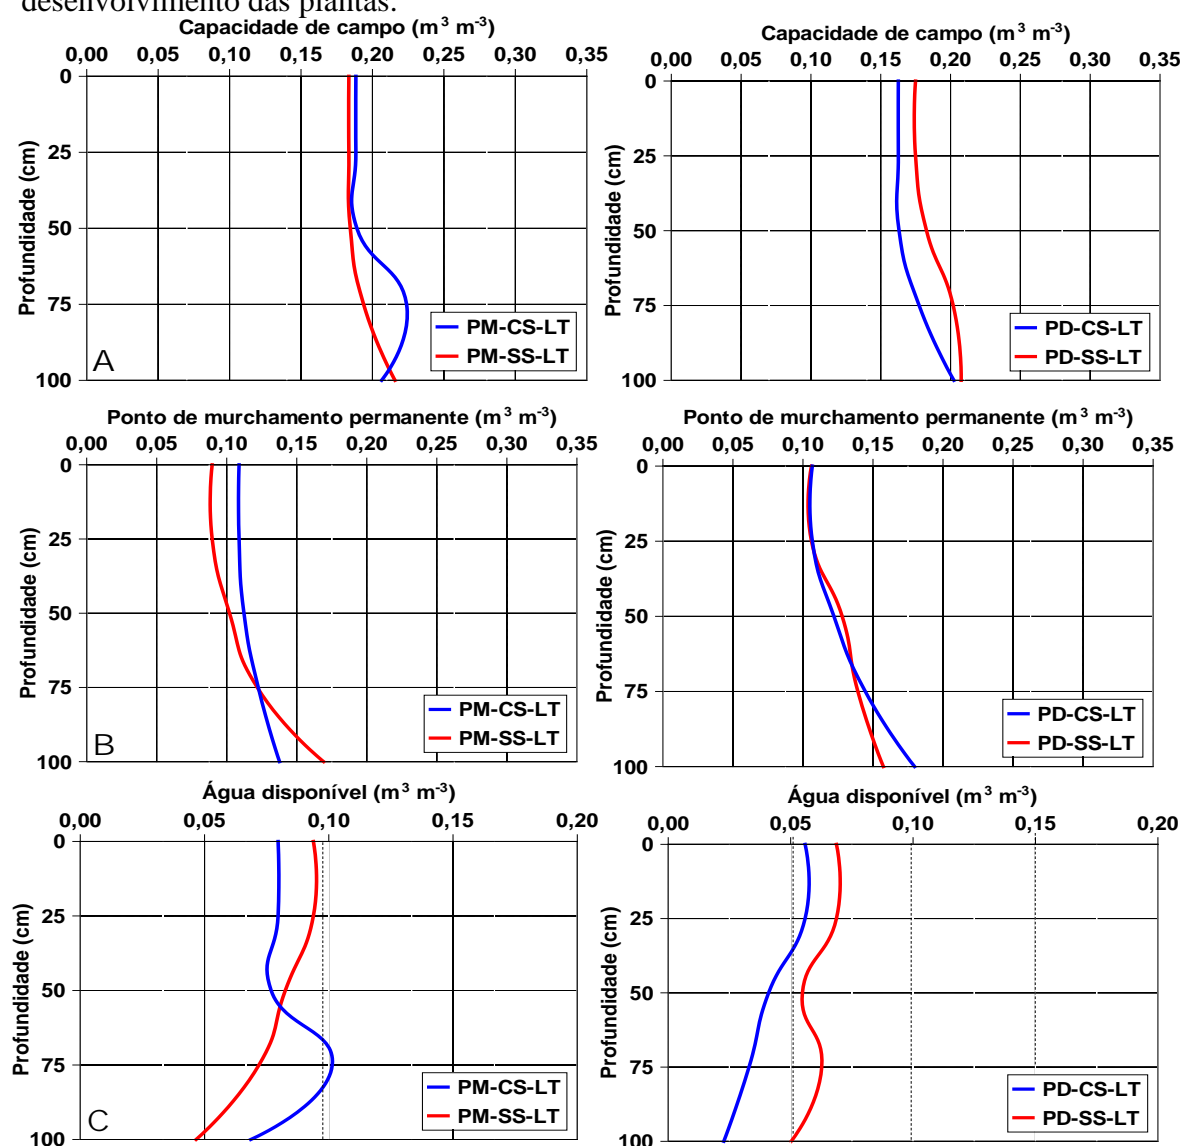 desenvolvimento das plantas.
Capacidade de campo (m³ m-³)
0,00 0,05 0,10 0,15 0,20 0,25 0,30 0,35
0
25
50
75
100
Profundidade (cm)
PM-CS-LT
PM-SS-LT
A
Capacidade de campo (m³ m-³)
0,00 0,05 0,10 0,15 0,20 0,25 0,30 0,35
0
25
50
75
100
Profundidade (cm)
PD-CS-LT
PD-SS-LT
Ponto de murchamento permanente (m³ m-³)
0,00 0,05 0,10 0,15 0,20 0,25 0,30 0,35
0
25
50
75
100
Profundidade (cm)
PM-CS-LT
PM-SS-LT
B
Ponto de murchamento permanente (m³ m-³)
0,00 0,05 0,10 0,15 0,20 0,25 0,30 0,35
0
25
50
75
100
Profundidade (cm)
PD-CS-LT
PD-SS-LT
Água disponível (m³ m-³)
0,00 0,05 0,10 0,15 0,20
0
25
50
75
100
Profundidade (cm)
PM-CS-LT
PM-SS-LT
C
Água disponível (m³ m-³)
0,00 0,05 0,10 0,15 0,20
0
25
50
75
100
Profundidade (cm)
PD-CS-LT
PD-SS-LT